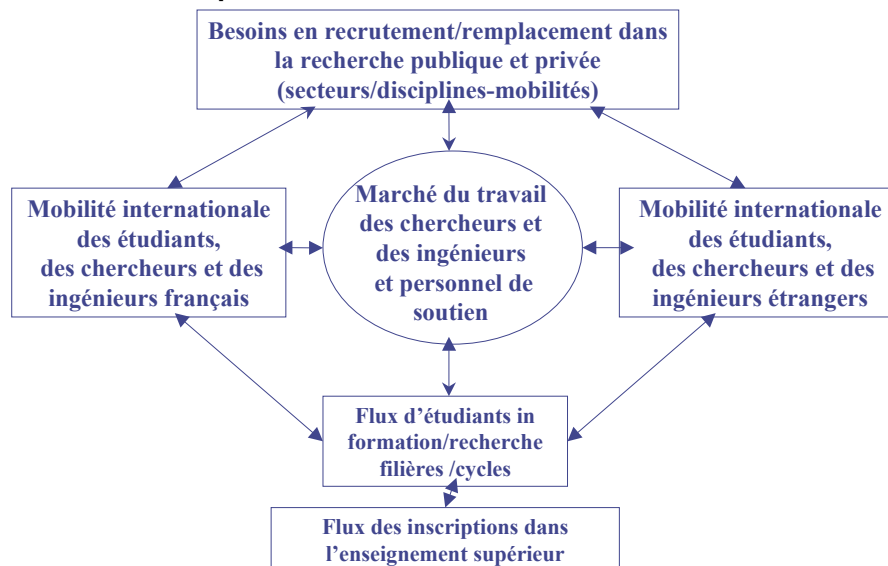 Besoins en recrutement/remplacement dans
la recherche publique et privée
(secteurs/disciplines-mobilités)
Mobilité internationale
des étudiants,
des chercheurs et des
ingénieurs français
Marché du travail
des chercheurs et
des ingénieurs
et personnel de
soutien
Mobilité internationale
des étudiants,
des chercheurs et des
ingénieurs étrangers
Flux d'étudiants in
formation/recherche
filières /cycles
Flux des inscriptions dans
l'enseignement supérieur